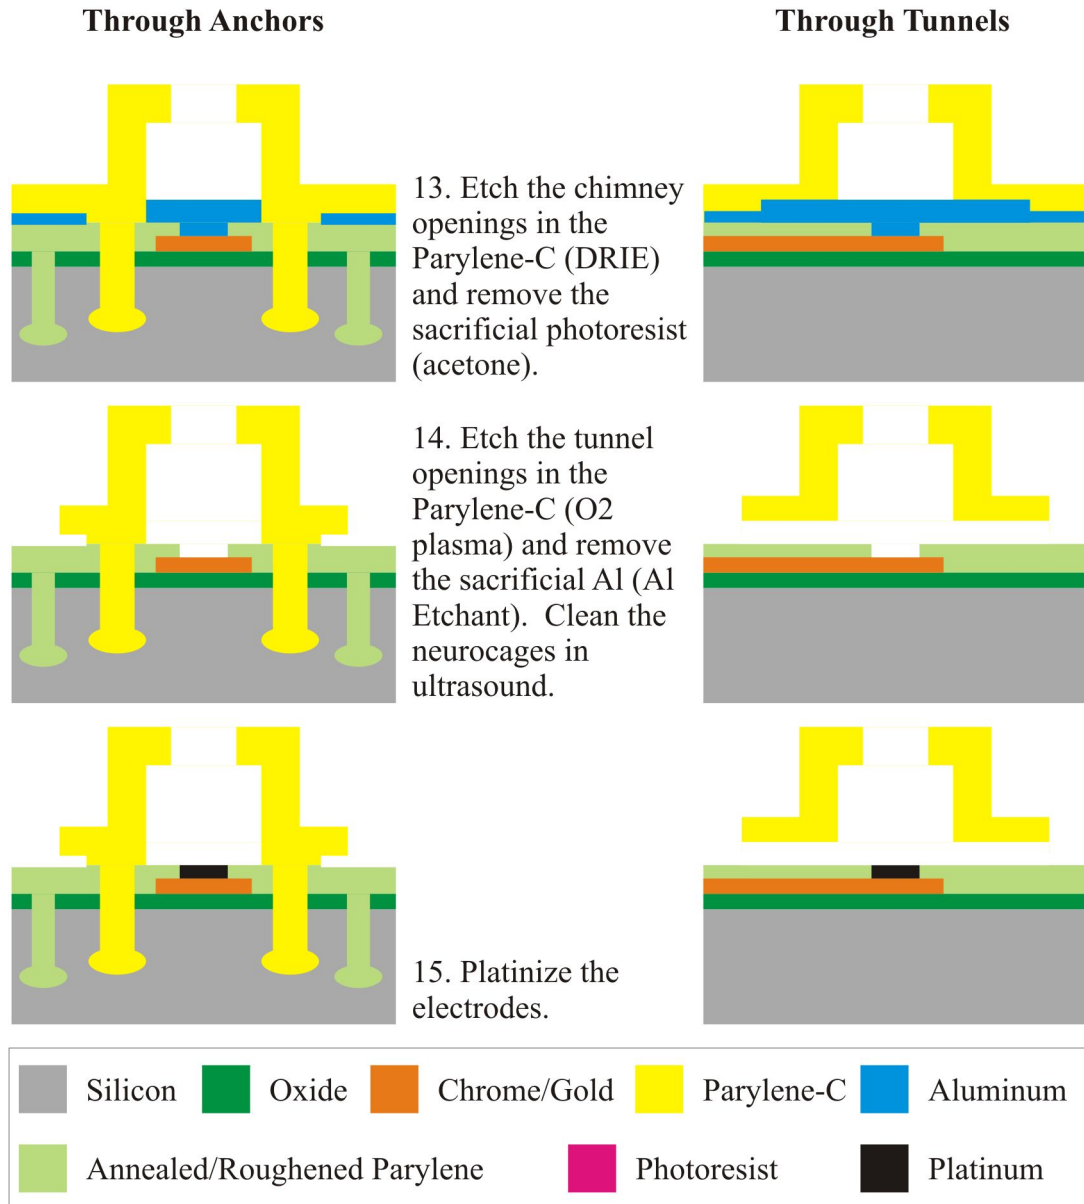 Through Anchors
Through Tunnels
13. Etch the chimney
openings in the
Parylene-C (DRIE)
and remove the
sacrificial photoresist
(acetone).
14. Etch the tunnel
openings in the
Parylene-C (O2
plasma) and remove
the sacrificial Al (Al
Etchant).  Clean the
neurocages in
ultrasound.
15. Platinize the
electrodes.
Silicon
Oxide
Chrome/Gold
Parylene-C
Aluminum
Annealed/Roughened Parylene
Photoresist
Platinum